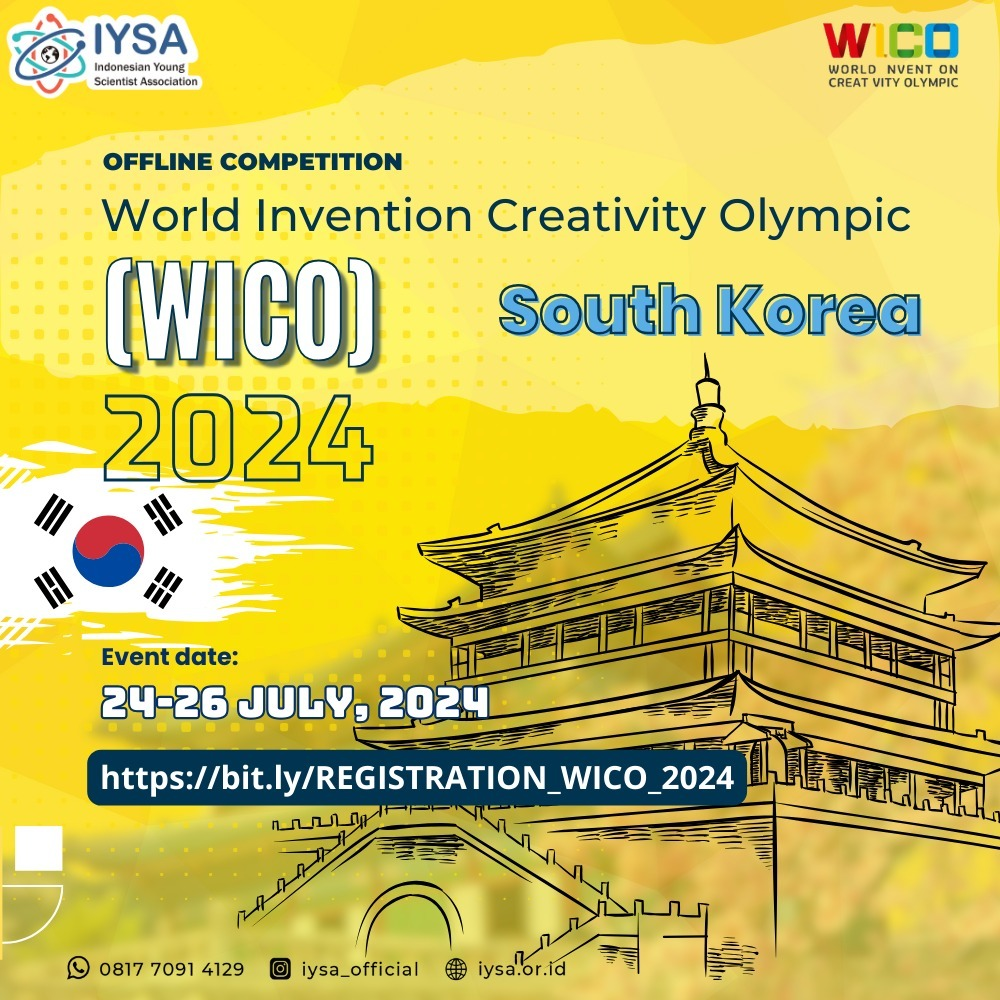 IYSA
Indonesian Young
Scientist Association
W1CO
WORLD NVENT ON
CREAT VITY OLYMPIC
OFFLINE COMPETITION
World Invention Creativity Olympic
(WICO)
South Korea
2024
Event date:
24-26 JULY, 2024
https://bit.ly/REGISTRATION_WICO_2024
0817 7091 4129
iysa_official
iysa.or.id